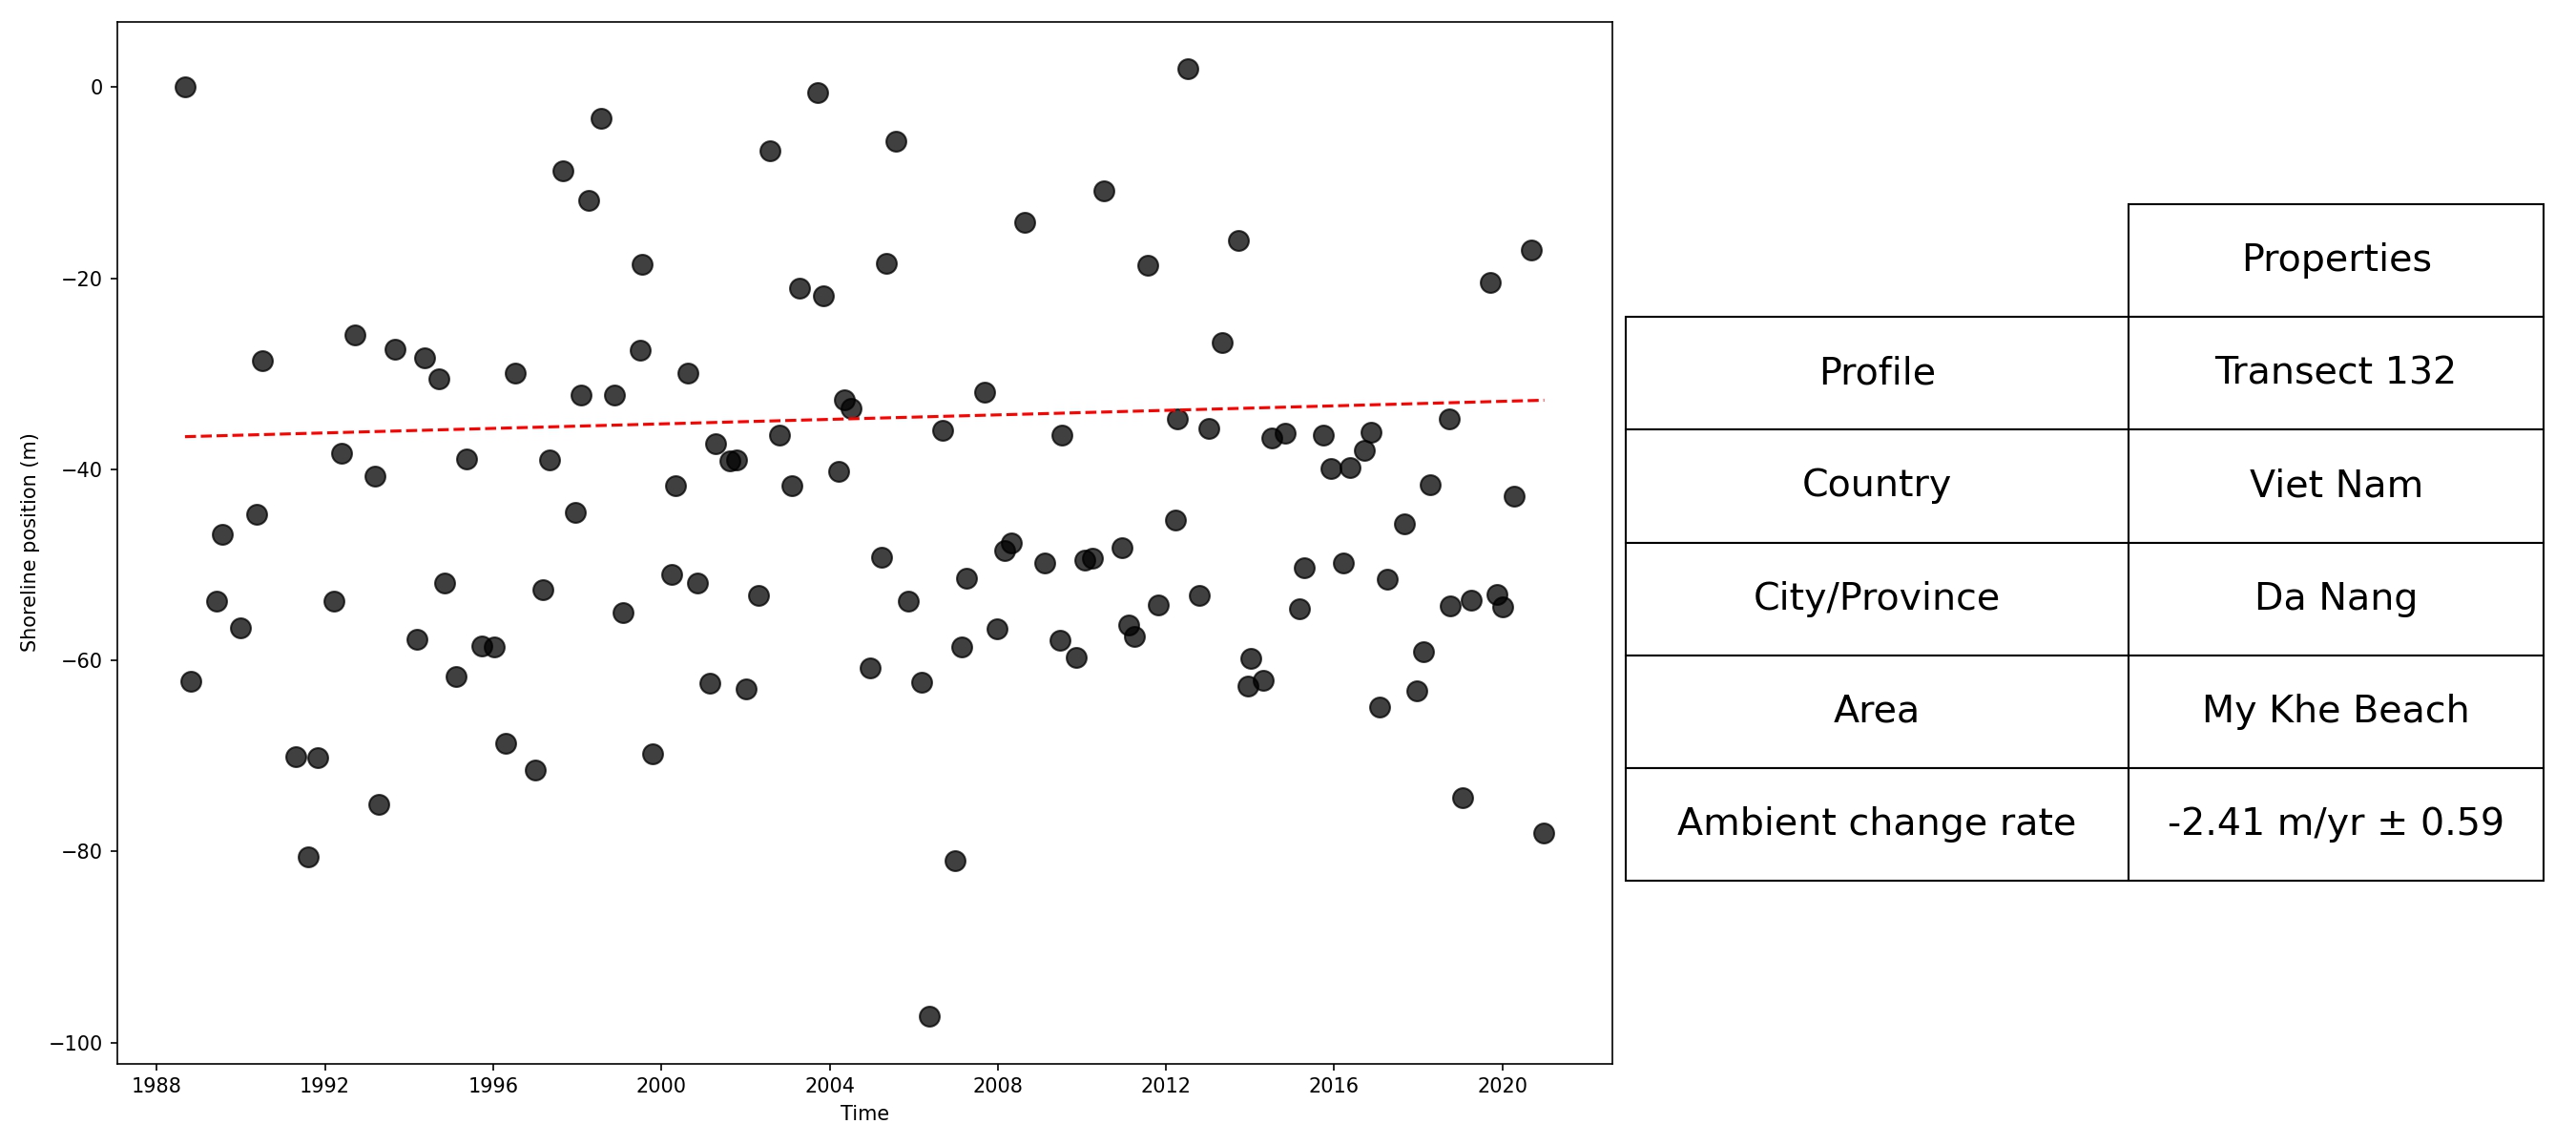 0
−20
−40
−60
−80
−100
Shoreline position (m)
1988 1992 1996 2000 2004 2008 2012 2016 2020
Time
Properties
Profile Transect 132
Country Viet Nam
City/Province Da Nang
Area My Khe Beach
Ambient change rate -2.41 m/yr ± 0.59